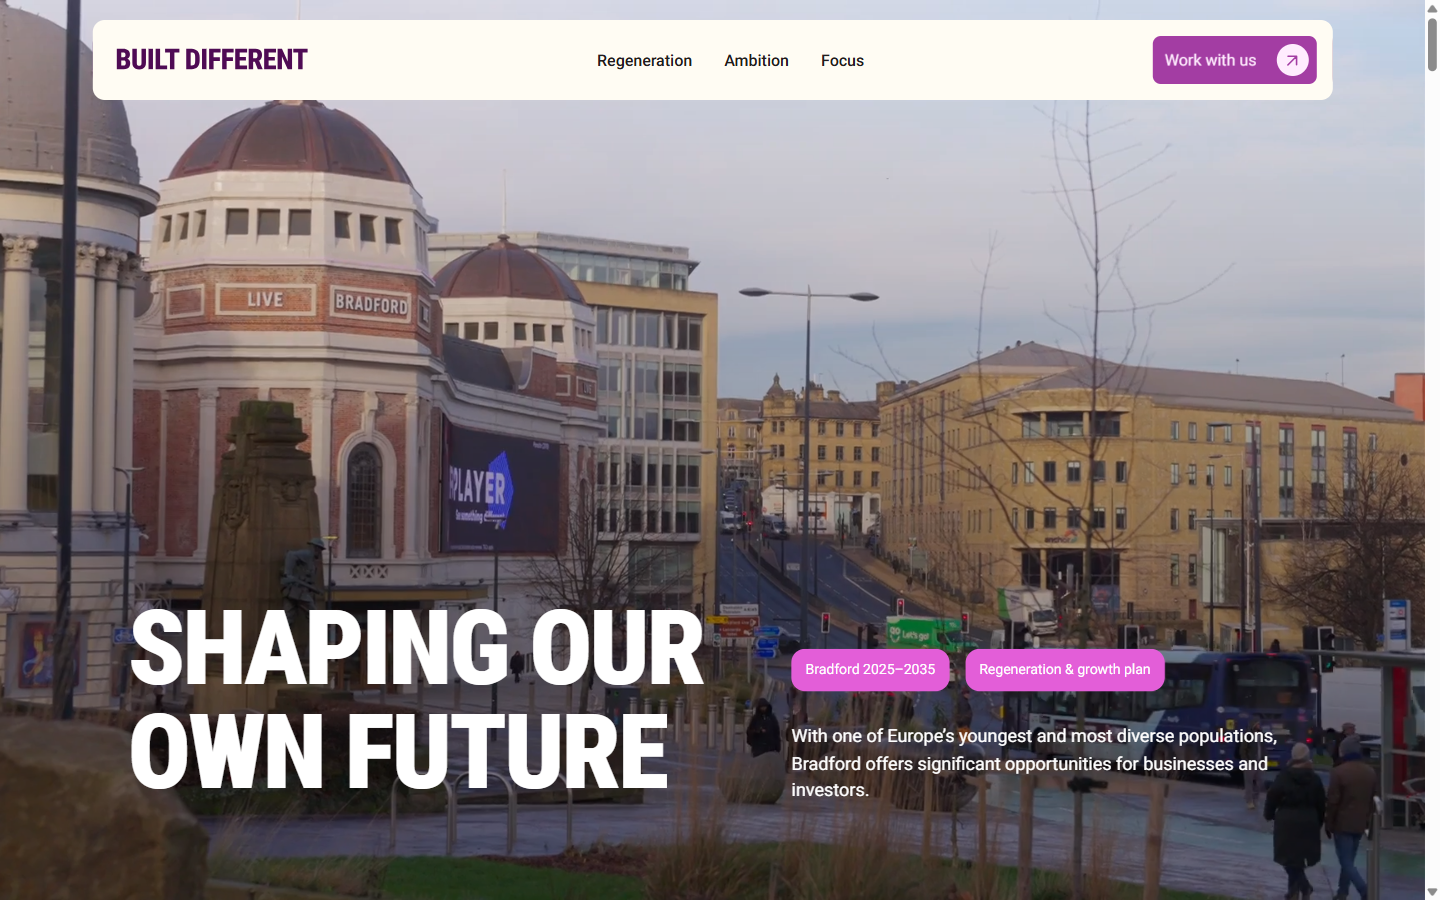 BUILT DIFFERENT
Regeneration
Ambition
Focus
Work with us
LIVE
BRADFORD
PLAYER
Let's go
SHAPING OUR
OWN FUTURE
Bradford 2025–2035
Regeneration & growth plan
With one of Europe's youngest and most diverse populations,
Bradford offers significant opportunities for businesses and
investors.